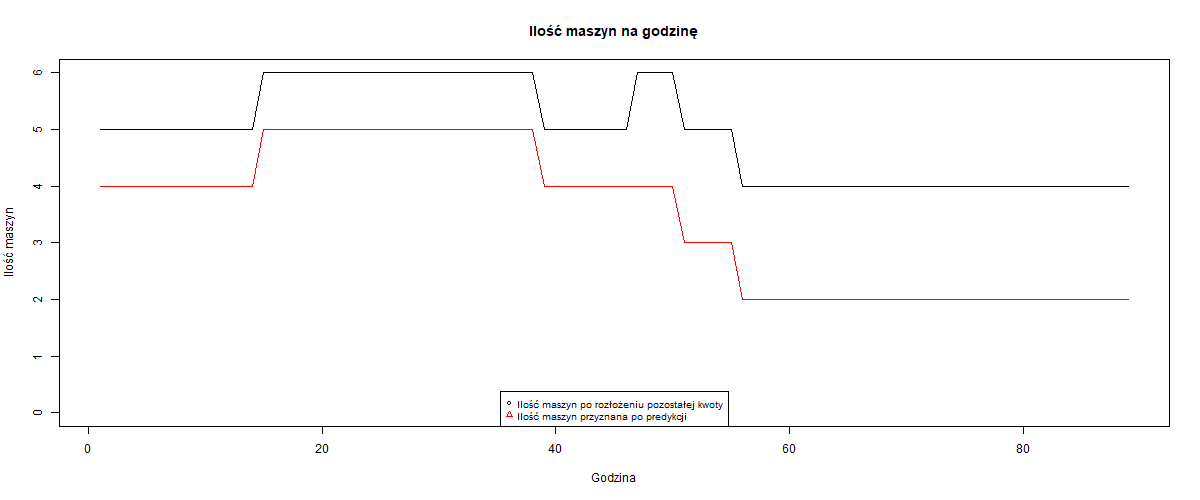 Ilość maszyn na godzinę
Ilość maszyn
6
5
4
3
2
1
0
Ilość maszyn po rozłożeniu pozostałej kwoty
Ilość maszyn przyznana po predykcji
0 20 40 60 80
Godzina